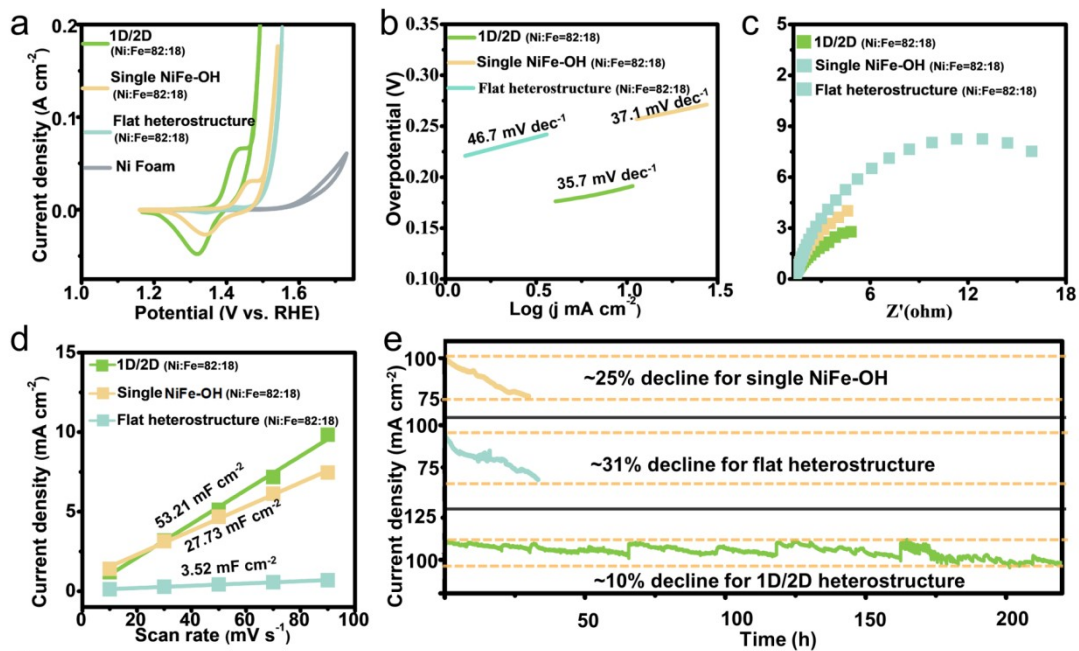 a
0.2
0.1
0.0
Current density (A cm⁻²)
1D/2D
(Ni:Fe=82:18)
Single NiFe-OH
(Ni:Fe=82:18)
Flat heterostructure
(Ni:Fe=82:18)
Ni Foam
1.0 1.2 1.4 1.6 1.8
Potential (V vs. RHE)
b
0.35
0.30
0.25
0.20
0.15
0.10
Overpotential (V)
1D/2D (Ni:Fe=82:18)
Single NiFe-OH (Ni:Fe=82:18)
Flat heterostructure (Ni:Fe=82:18)
46.7 mV dec⁻¹
37.1 mV dec⁻¹
35.7 mV dec⁻¹
0.0 0.5 1.0 1.5
Log (j mA cm⁻²)
c
9
6
3
0
1D/2D (Ni:Fe=82:18)
Single NiFe-OH (Ni:Fe=82:18)
Flat heterostructure (Ni:Fe=82:18)
6 12 18
Z'(ohm)
d
15
10
5
0
Current density (mA cm⁻²)
1D/2D (Ni:Fe=82:18)
Single NiFe-OH (Ni:Fe=82:18)
Flat heterostructure (Ni:Fe=82:18)
53.21 mF cm⁻²
27.73 mF cm⁻²
3.52 mF cm⁻²
0 20 40 60 80 100
Scan rate (mV s⁻¹)
e
100
75
100
75
125
100
Current density (mA cm⁻²)
~25% decline for single NiFe-OH
~31% decline for flat heterostructure
~10% decline for 1D/2D heterostructure
50 100 150 200
Time (h)